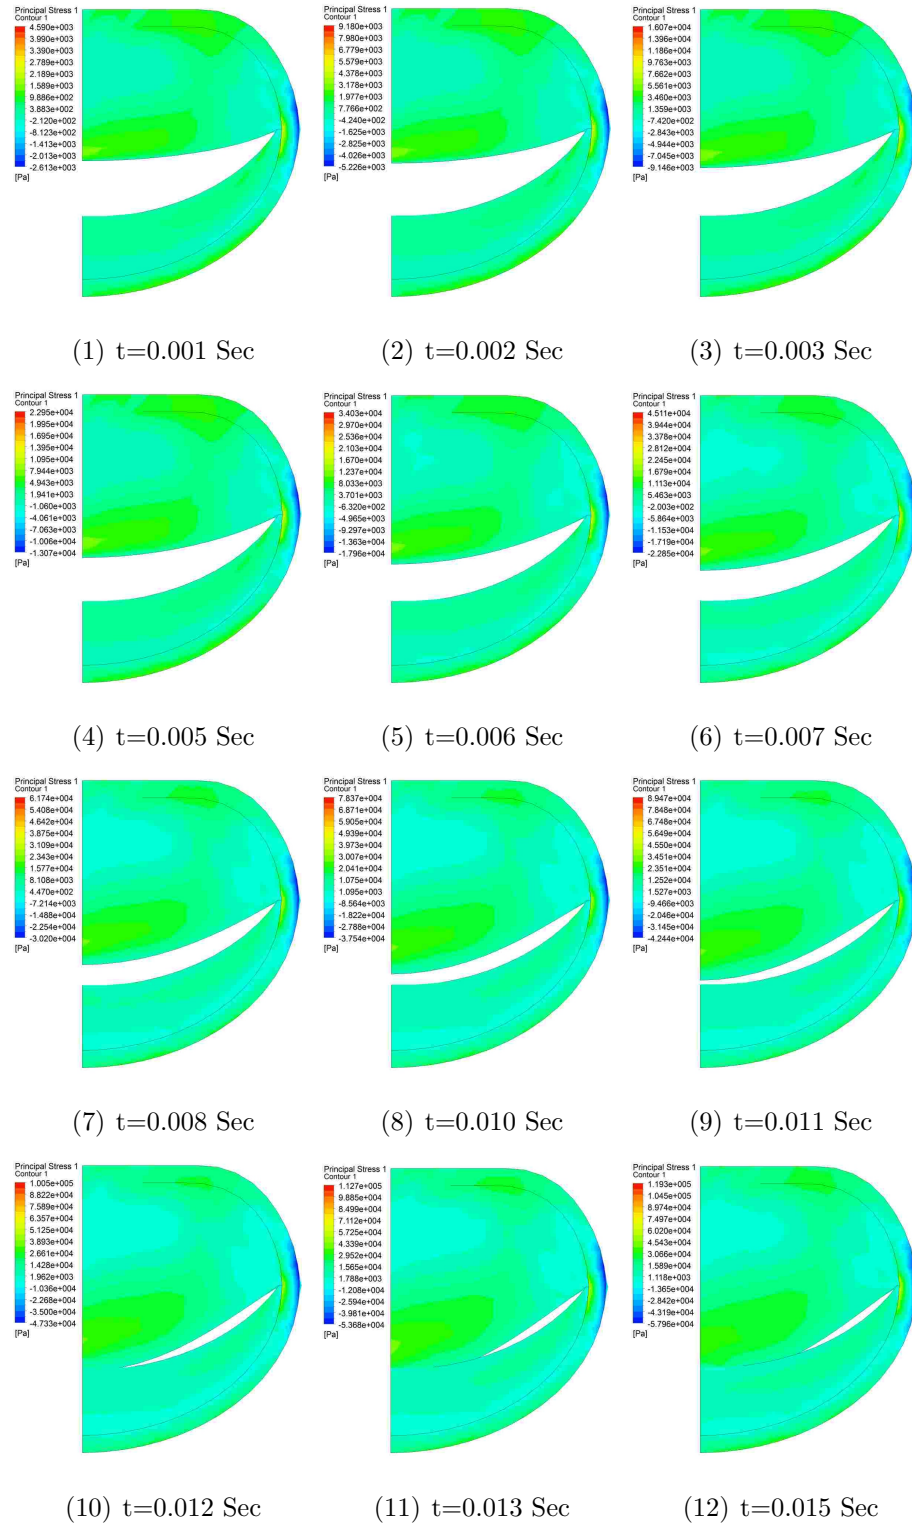 Principal Stress 1
Contour 1
4.590e+003
3.990e+003
3.390e+003
2.789e+003
2.189e+003
1.589e+003
9.886e+002
3.883e+002
-2.120e+002
-8.123e+002
-1.413e+003
-2.013e+003
-2.613e+003
[Pa]
(1) t=0.001 Sec
Principal Stress 1
Contour 1
9.180e+003
7.980e+003
6.779e+003
5.579e+003
4.378e+003
3.178e+003
1.977e+003
7.766e+002
-4.240e+002
-1.625e+003
-2.825e+003
-4.026e+003
-5.226e+003
[Pa]
(2) t=0.002 Sec
Principal Stress 1
Contour 1
1.607e+004
1.396e+004
1.186e+004
9.763e+003
7.662e+003
5.561e+003
3.460e+003
1.359e+003
-7.420e+002
-2.843e+003
-4.944e+003
-7.045e+003
-9.146e+003
[Pa]
(3) t=0.003 Sec
Principal Stress 1
Contour 1
2.295e+004
1.995e+004
1.695e+004
1.395e+004
1.095e+004
7.944e+003
4.943e+003
1.941e+003
-1.060e+003
-4.061e+003
-7.063e+003
-1.006e+004
-1.307e+004
[Pa]
(4) t=0.005 Sec
Principal Stress 1
Contour 1
3.403e+004
2.970e+004
2.536e+004
2.103e+004
1.670e+004
1.237e+004
8.033e+003
3.701e+003
-6.320e+002
-4.965e+003
-9.297e+003
-1.363e+004
-1.796e+004
[Pa]
(5) t=0.006 Sec
Principal Stress 1
Contour 1
4.511e+004
3.944e+004
3.378e+004
2.812e+004
2.245e+004
1.679e+004
1.113e+004
5.463e+003
-2.003e+002
-5.864e+003
-1.153e+004
-1.719e+004
-2.285e+004
[Pa]
(6) t=0.007 Sec
Principal Stress 1
Contour 1
6.174e+004
5.408e+004
4.642e+004
3.875e+004
3.109e+004
2.343e+004
1.577e+004
8.108e+003
4.470e+002
-7.214e+003
-1.488e+004
-2.254e+004
-3.020e+004
[Pa]
(7) t=0.008 Sec
Principal Stress 1
Contour 1
7.837e+004
6.871e+004
5.905e+004
4.939e+004
3.973e+004
3.007e+004
2.041e+004
1.075e+004
1.095e+003
-8.564e+003
-1.822e+004
-2.788e+004
-3.754e+004
[Pa]
(8) t=0.010 Sec
Principal Stress 1
Contour 1
8.947e+004
7.848e+004
6.748e+004
5.649e+004
4.550e+004
3.451e+004
2.351e+004
1.252e+004
1.527e+003
-9.466e+003
-2.046e+004
-3.145e+004
-4.244e+004
[Pa]
(9) t=0.011 Sec
Principal Stress 1
Contour 1
1.005e+005
8.822e+004
7.589e+004
6.357e+004
5.125e+004
3.893e+004
2.661e+004
1.428e+004
1.962e+003
-1.036e+004
-2.268e+004
-3.500e+004
-4.733e+004
[Pa]
(10) t=0.012 Sec
Principal Stress 1
Contour 1
1.127e+005
9.885e+004
8.499e+004
7.112e+004
5.725e+004
4.339e+004
2.952e+004
1.565e+004
1.788e+003
-1.208e+004
-2.594e+004
-3.981e+004
-5.368e+004
[Pa]
(11) t=0.013 Sec
Principal Stress 1
Contour 1
1.193e+005
1.045e+005
8.974e+004
7.497e+004
6.020e+004
4.543e+004
3.066e+004
1.589e+004
1.118e+003
-1.365e+004
-2.842e+004
-4.319e+004
-5.796e+004
[Pa]
(12) t=0.015 Sec